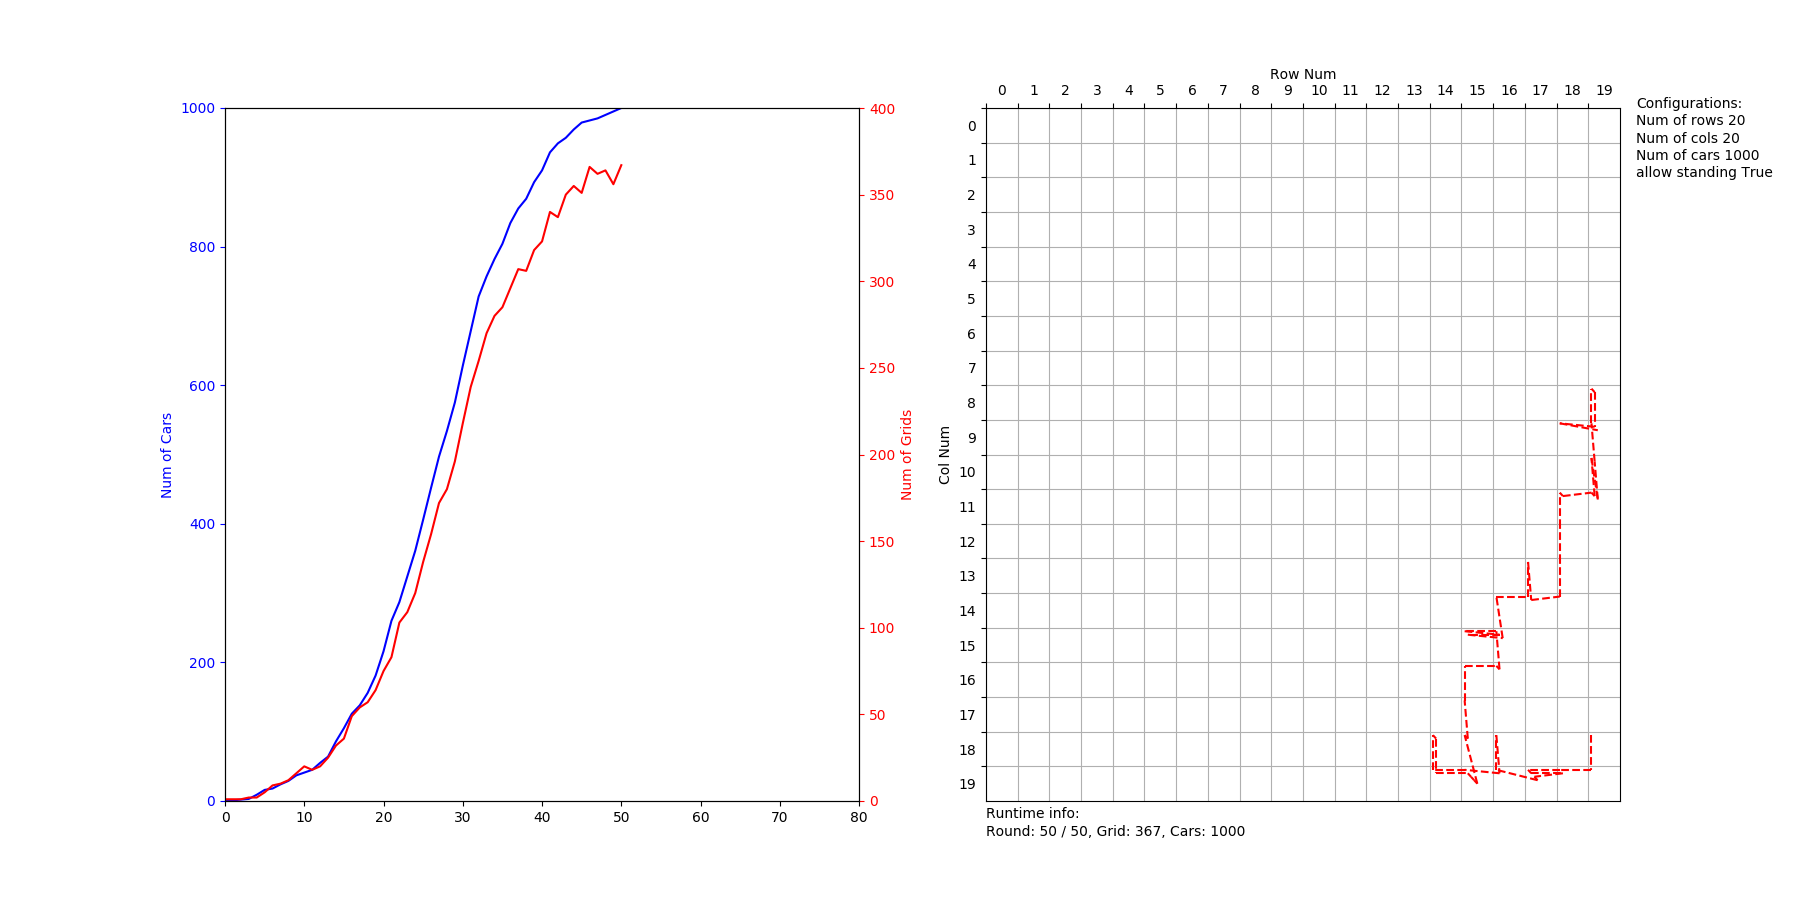 Row Num
0 1 2 3 4 5 6 7 8 9 10 11 12 13 14 15 16 17 18 19
Configurations:
Num of rows 20
Num of cols 20
Num of cars 1000
allow standing True
1000
800
600
400
200
0
Num of Cars
0 10 20 30 40 50 60 70 80
400
350
300
250
200
150
100
50
0
Num of Grids
Col Num
0
1
2
3
4
5
6
7
8
9
10
11
12
13
14
15
16
17
18
19
Runtime info:
Round: 50 / 50, Grid: 367, Cars: 1000